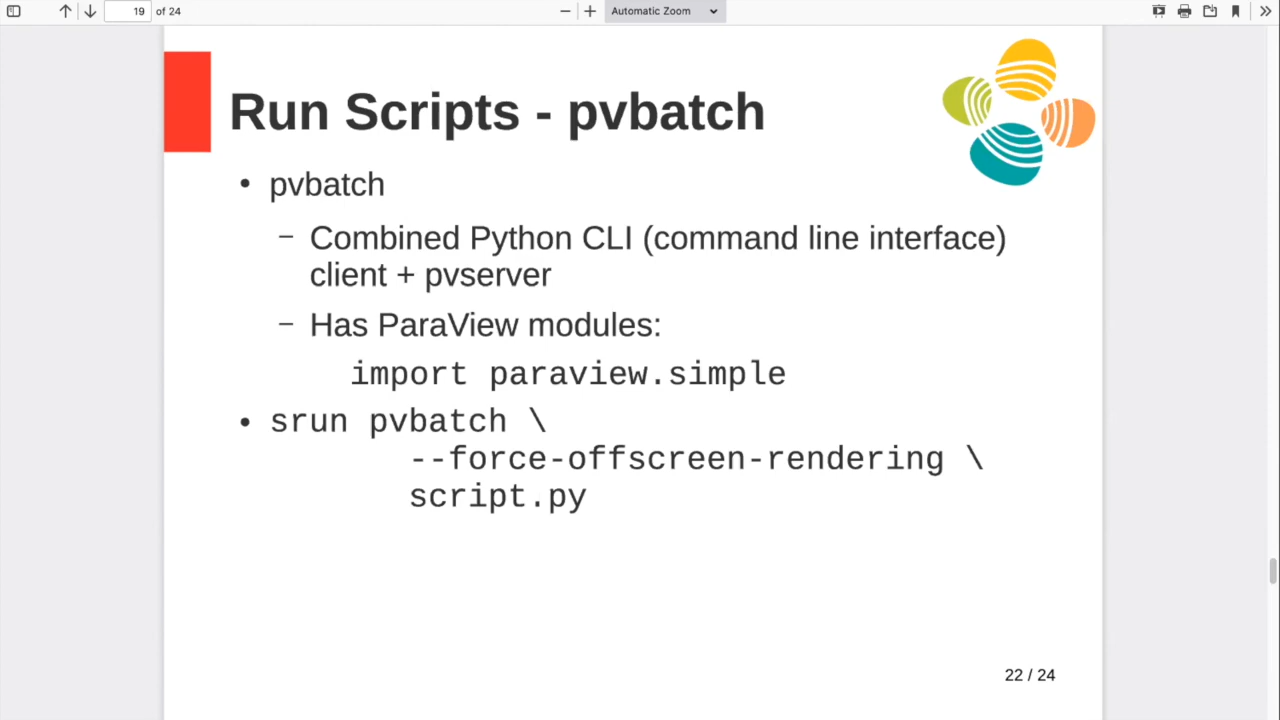 19 of 24 Automatic Zoom
Run Scripts - pvbatch
• pvbatch
– Combined Python CLI (command line interface)
client + pvserver
– Has ParaView modules:
import paraview.simple
• srun pvbatch \
--force-offscreen-rendering \
script.py
22 / 24